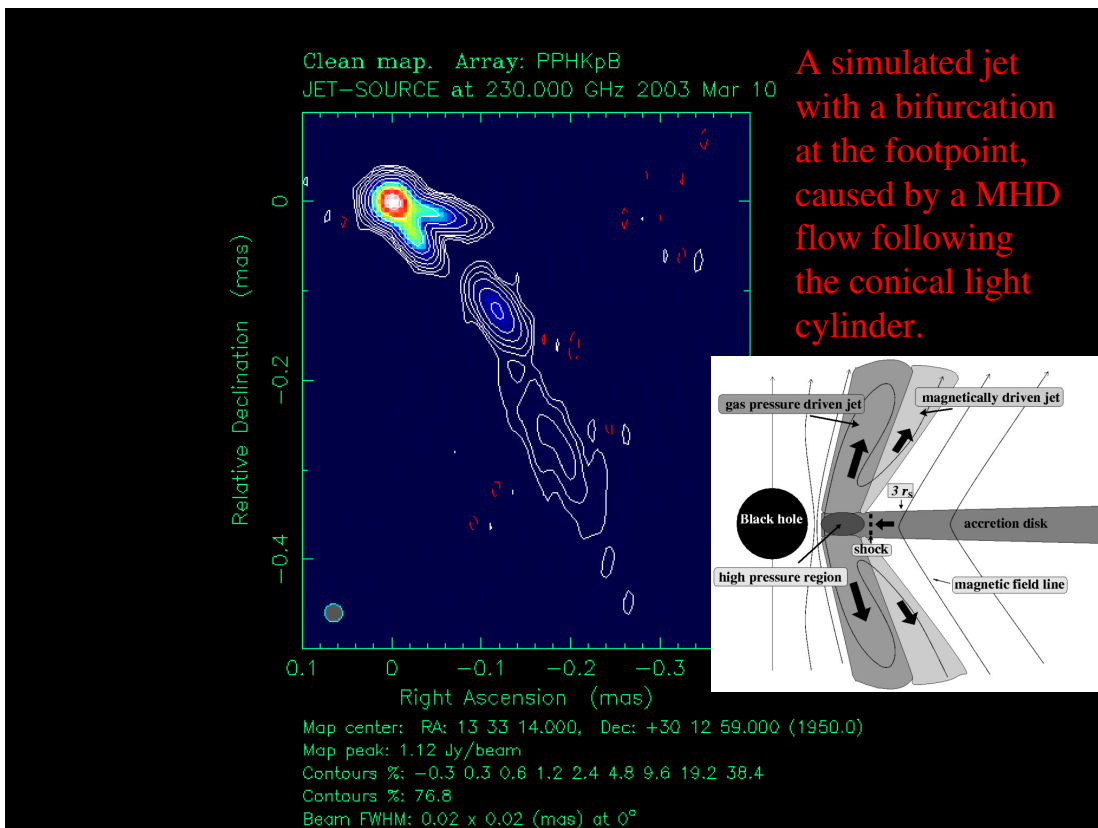 Clean map. Array: PPHKpB
JET-SOURCE at 230.000 GHz 2003 Mar 10
A simulated jet
with a bifurcation
at the footpoint,
caused by a MHD
flow following
the conical light
cylinder.
Relative Declination (mas)
0
-0.2
-0.4
0.1 0 -0.1 -0.2 -0.3
Right Ascension (mas)
gas pressure driven jet
magnetically driven jet
3 rs
Black hole
accretion disk
shock
high pressure region
magnetic field line
Map center: RA: 13 33 14.000, Dec: +30 12 59.000 (1950.0)
Map peak: 1.12 Jy/beam
Contours %: -0.3 0.3 0.6 1.2 2.4 4.8 9.6 19.2 38.4
Contours %: 76.8
Beam FWHM: 0.02 x 0.02 (mas) at 0°